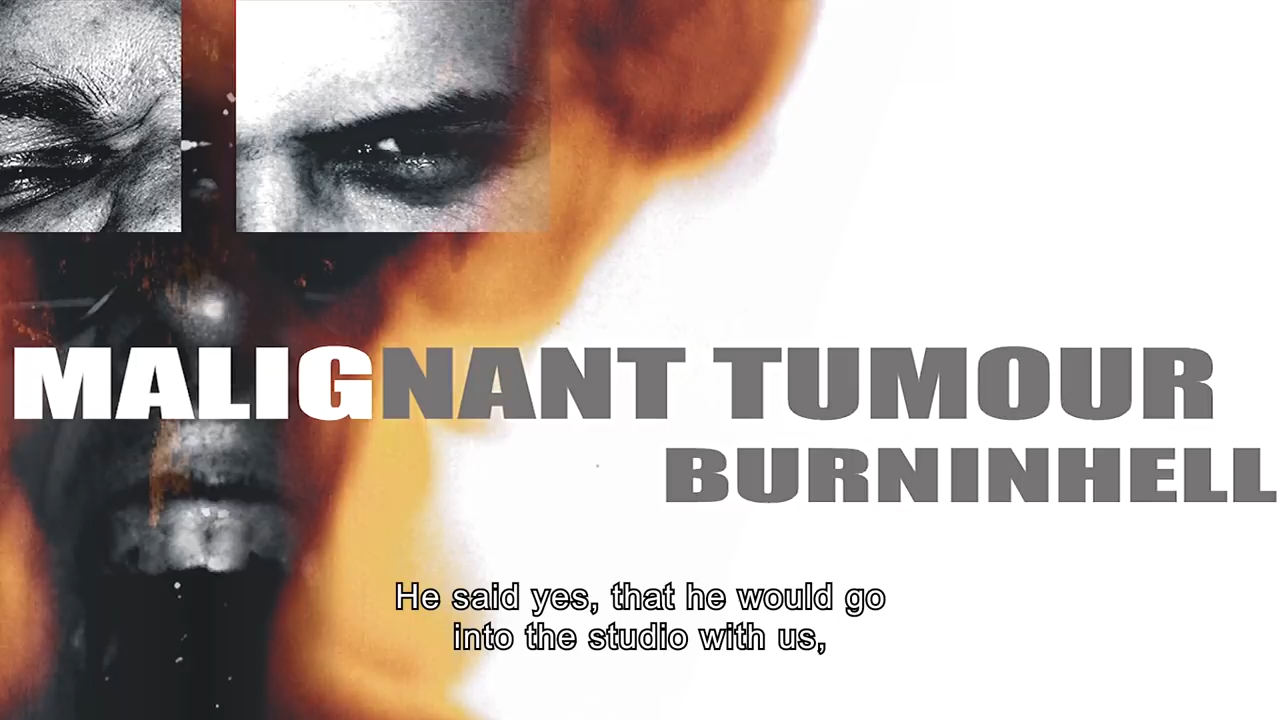 MALIGNANT TUMOUR
BURNINHELL
He said yes, that he would go
into the studio with us,